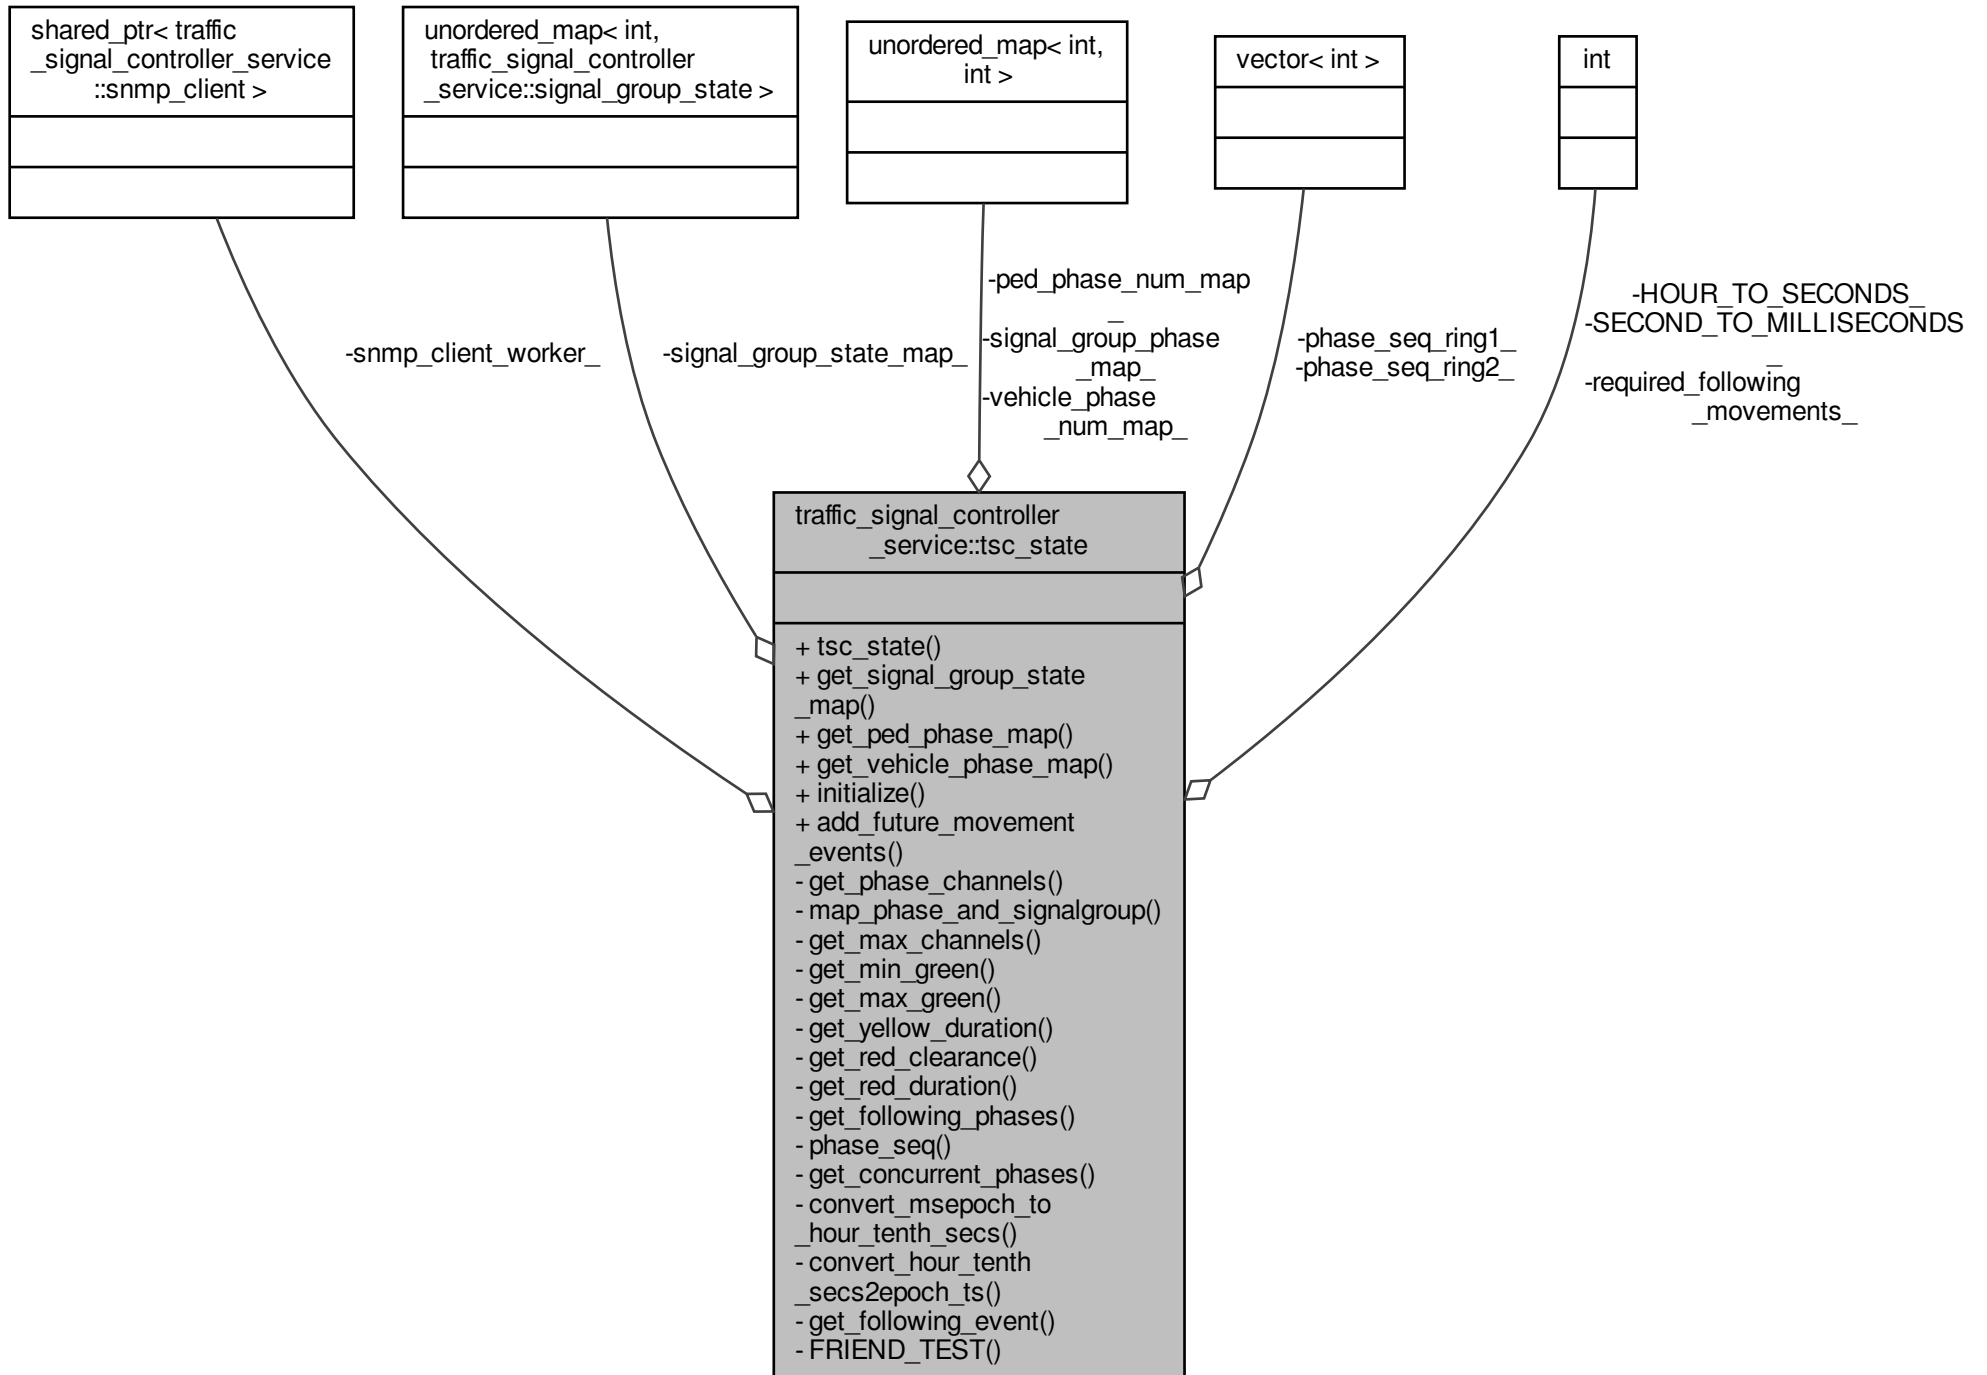 shared_ptr< traffic
_signal_controller_service
::snmp_client >
unordered_map< int,
traffic_signal_controller
_service::signal_group_state >
unordered_map< int,
int >
vector< int >
int
-snmp_client_worker_
-signal_group_state_map_
-ped_phase_num_map
_
-signal_group_phase
_map_
-vehicle_phase
_num_map_
-phase_seq_ring1_
-phase_seq_ring2_
-HOUR_TO_SECONDS_
-SECOND_TO_MILLISECONDS
_
-required_following
_movements_
traffic_signal_controller
_service::tsc_state
+ tsc_state()
+ get_signal_group_state
_map()
+ get_ped_phase_map()
+ get_vehicle_phase_map()
+ initialize()
+ add_future_movement
_events()
- get_phase_channels()
- map_phase_and_signalgroup()
- get_max_channels()
- get_min_green()
- get_max_green()
- get_yellow_duration()
- get_red_clearance()
- get_red_duration()
- get_following_phases()
- phase_seq()
- get_concurrent_phases()
- convert_msepoch_to
_hour_tenth_secs()
- convert_hour_tenth
_secs2epoch_ts()
- get_following_event()
- FRIEND_TEST()